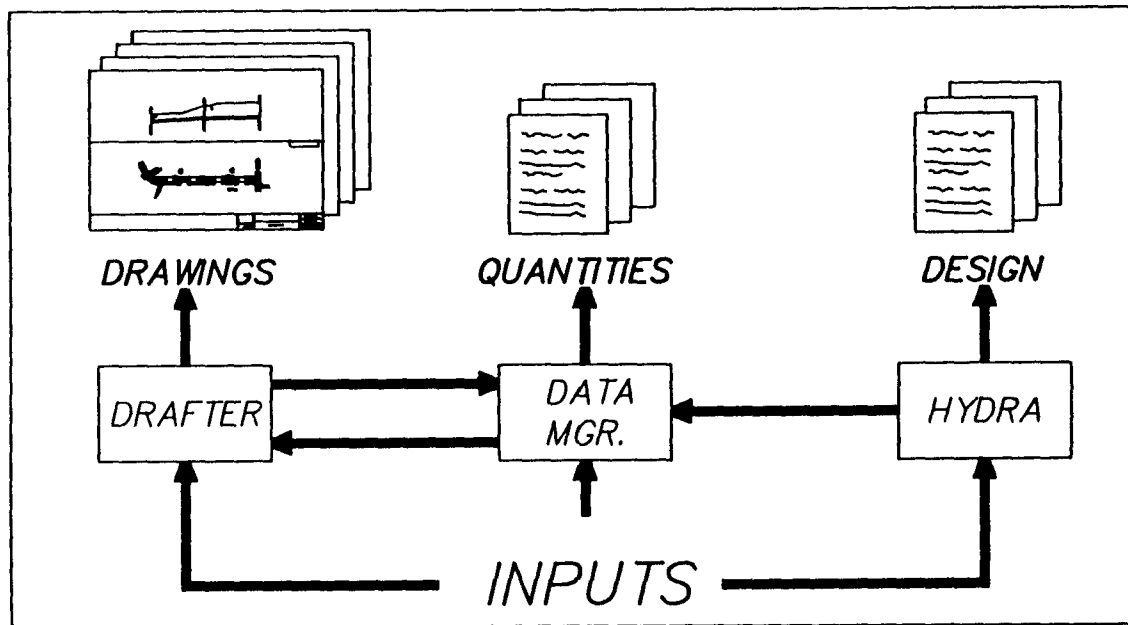 DRAWINGS
QUANTITIES
DESIGN
DRAFTER
DATA
MGR.
HYDRA
INPUTS